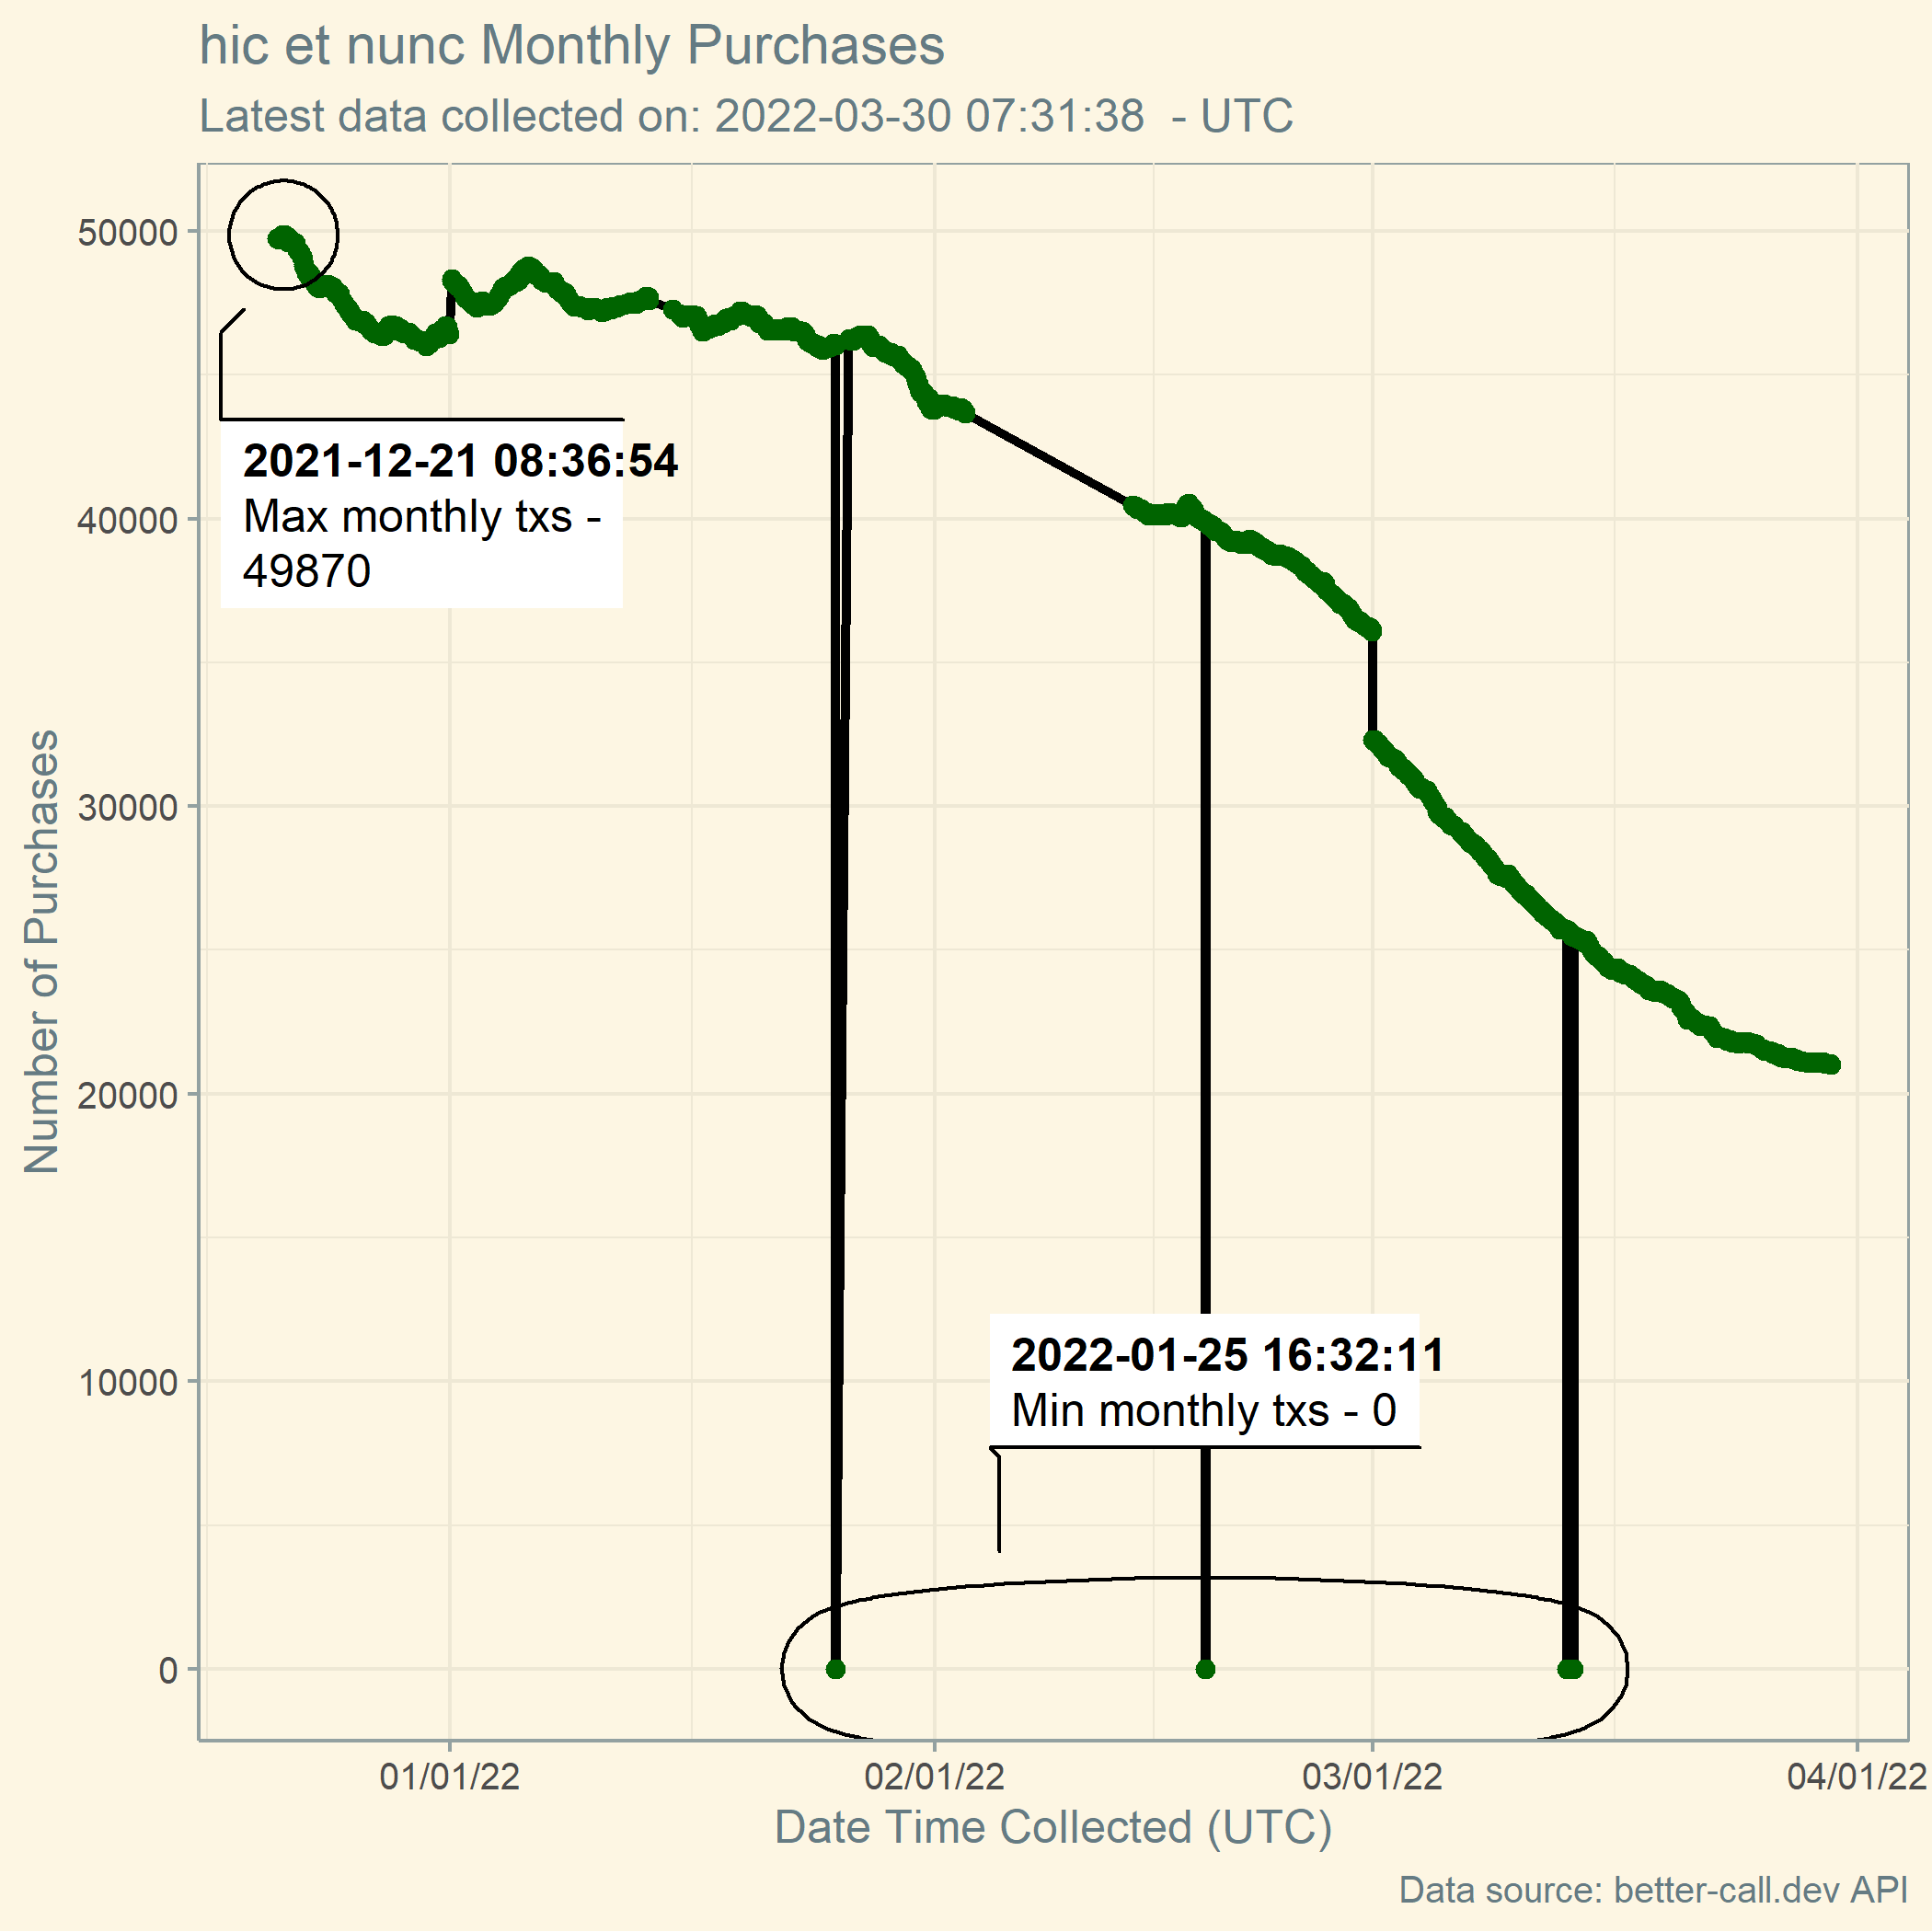 hic et nunc Monthly Purchases
Latest data collected on: 2022-03-30 07:31:38  - UTC
Number of Purchases
50000
40000
30000
20000
10000
0
2021-12-21 08:36:54
Max monthly txs -
49870
2022-01-25 16:32:11
Min monthly txs - 0
01/01/22
02/01/22
03/01/22
04/01/22
Date Time Collected (UTC)
Data source: better-call.dev API